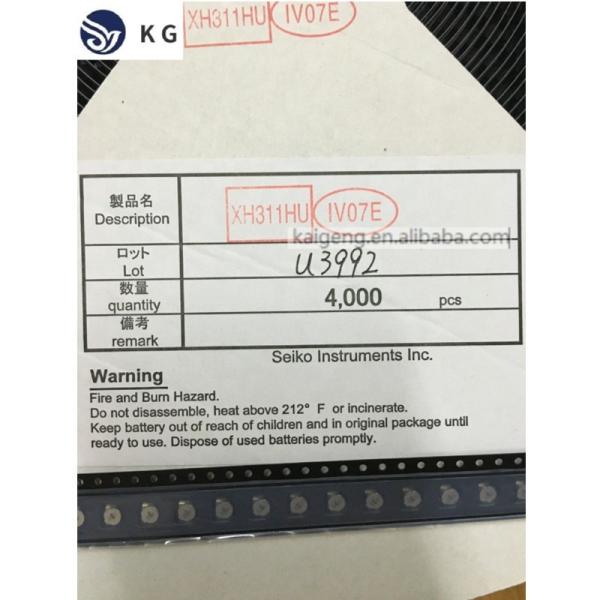 KG
XH311HU IV07E
製品名
Description
XH311HU IV07E
kaigeng.en.alibaba.com
ロット
Lot
U3992
数量
quantity
4,000 pcs
備考
remark
Seiko Instruments Inc.
Warning
Fire and Burn Hazard.
Do not disassemble, heat above 212° F or incinerate.
Keep battery out of reach of children and in original package until
ready to use. Dispose of used batteries promptly.